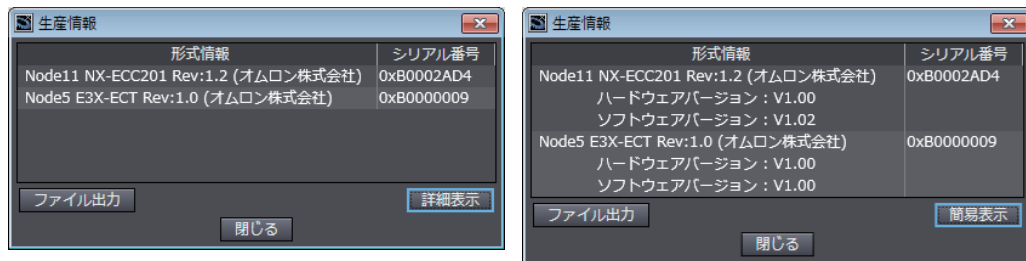 生産情報
形式情報 シリアル番号
Node11 NX-ECC201 Rev:1.2 (オムロン株式会社) 0xB0002AD4
Node5 E3X-ECT Rev:1.0 (オムロン株式会社) 0xB0000009
ファイル出力 詳細表示
閉じる
生産情報
形式情報 シリアル番号
Node11 NX-ECC201 Rev:1.2 (オムロン株式会社) 0xB0002AD4
ハードウェアバージョン：V1.00
ソフトウェアバージョン：V1.02
Node5 E3X-ECT Rev:1.0 (オムロン株式会社) 0xB0000009
ハードウェアバージョン：V1.00
ソフトウェアバージョン：V1.00
ファイル出力 簡易表示
閉じる